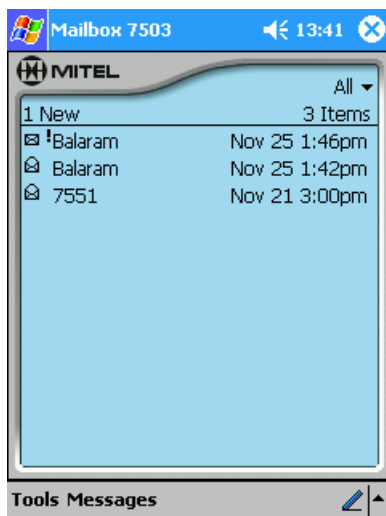 Mailbox 7503 13:41
MITEL
All
1 New 3 Items
!Balaram Nov 25 1:46pm
Balaram Nov 25 1:42pm
7551 Nov 21 3:00pm
Tools Messages